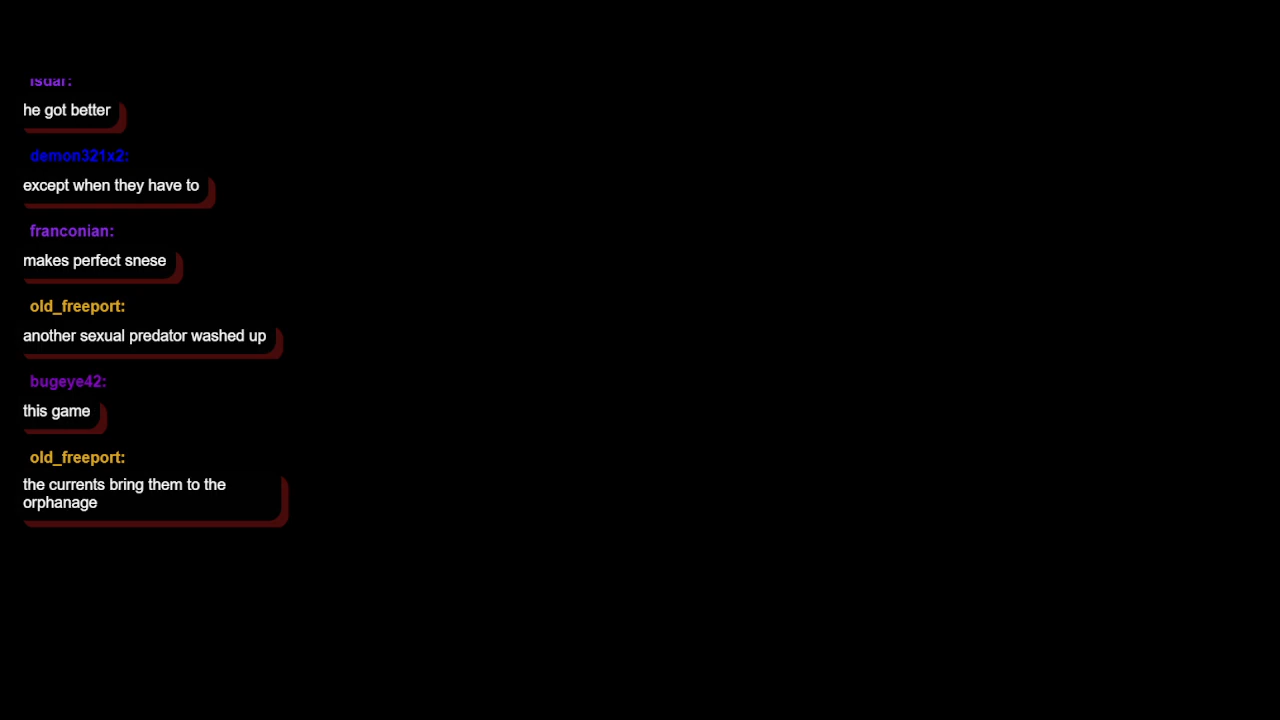 lsdar:
he got better
demon321x2:
except when they have to
franconian:
makes perfect snese
old_freeport:
another sexual predator washed up
bugeye42:
this game
old_freeport:
the currents bring them to the
orphanage